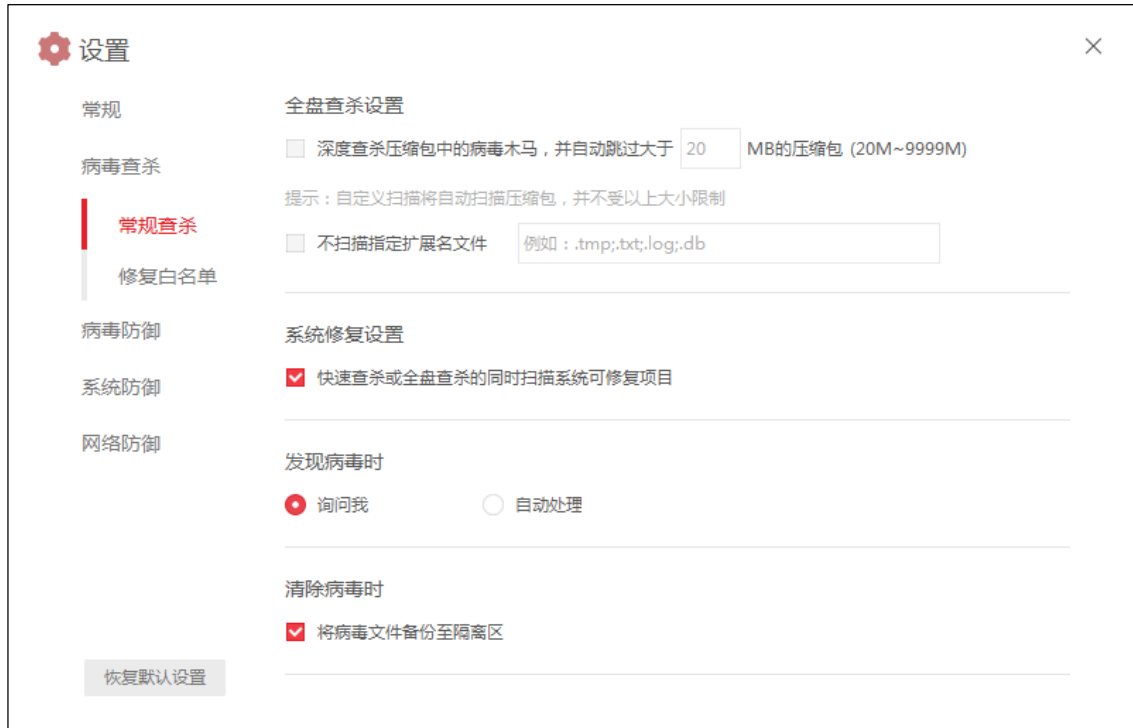 设置
常规
病毒查杀
常规查杀
修复白名单
病毒防御
系统防御
网络防御
恢复默认设置
全盘查杀设置
深度查杀压缩包中的病毒木马，并自动跳过大于 20 MB的压缩包 (20M~9999M)
提示：自定义扫描将自动扫描压缩包，并不受以上大小限制
不扫描指定扩展名文件 例如：.tmp;.txt;.log;.db
系统修复设置
快速查杀或全盘查杀的同时扫描系统可修复项目
发现病毒时
询问我 自动处理
清除病毒时
将病毒文件备份至隔离区